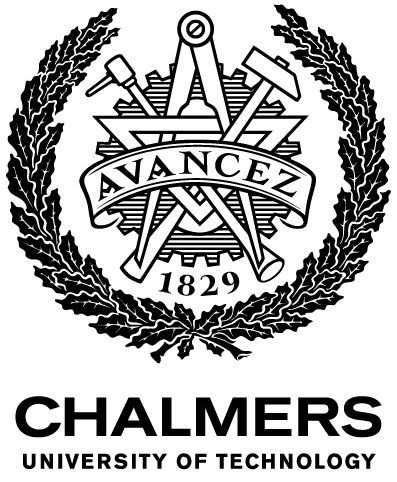 AVANCEZ
1829
CHALMERS
UNIVERSITY OF TECHNOLOGY